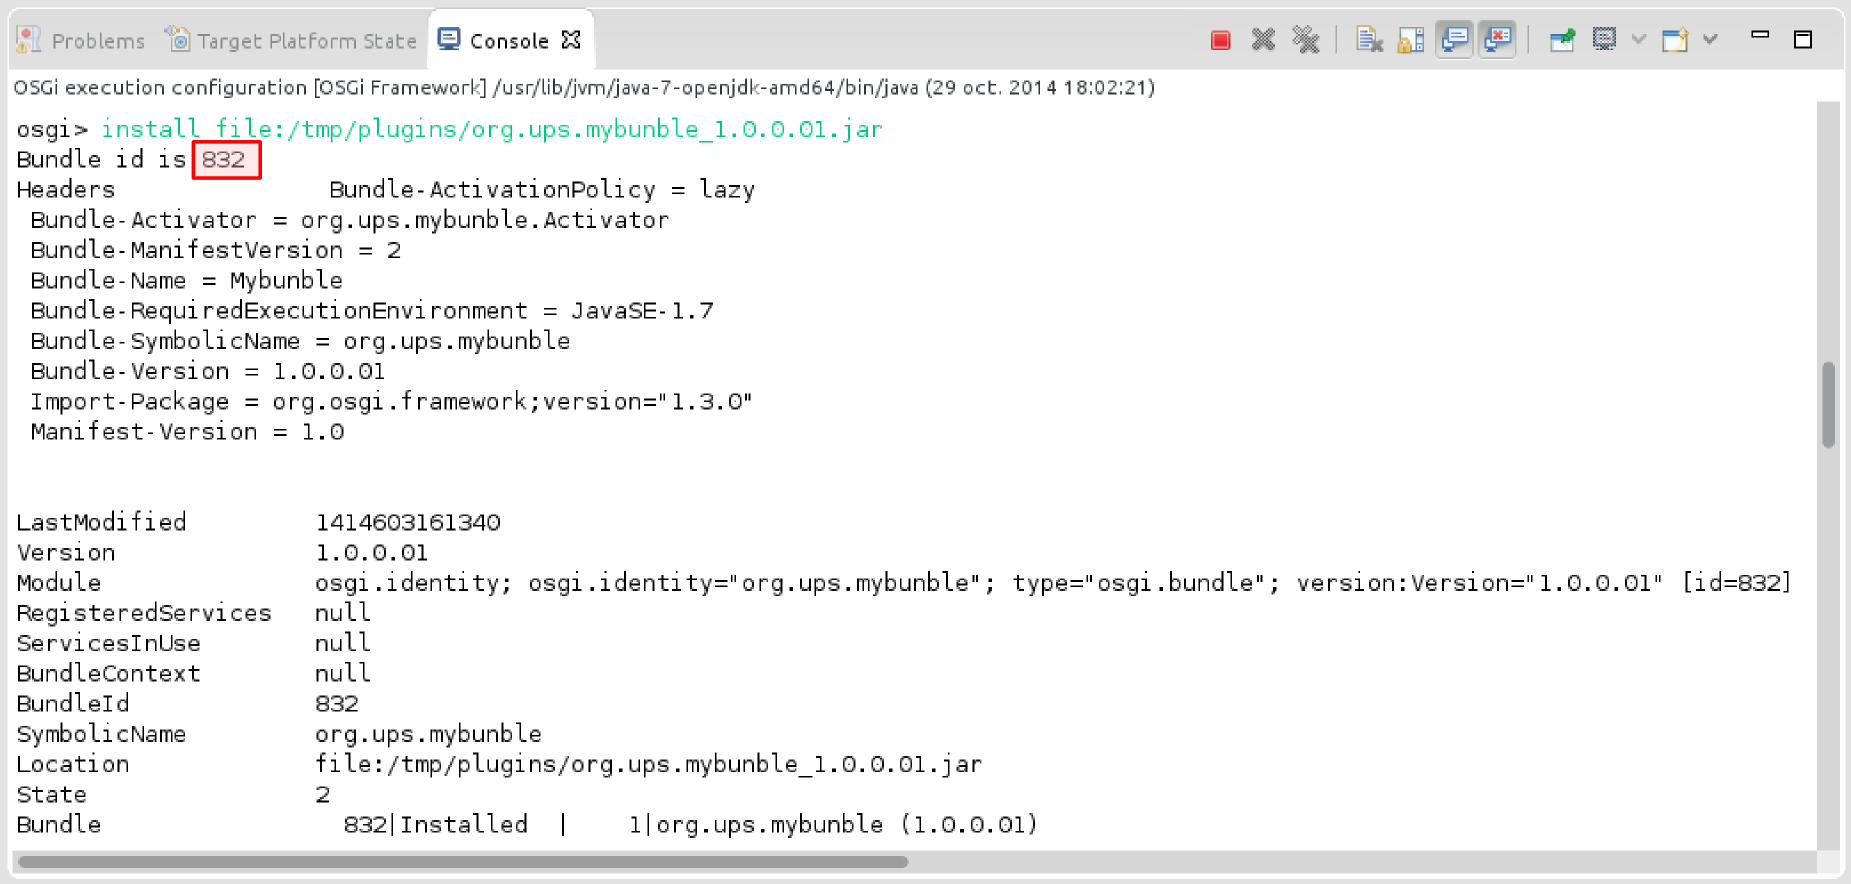 Problems Target Platform State Console
OSGi execution configuration [OSGi Framework] /usr/lib/jvm/java-7-openjdk-amd64/bin/java (29 oct. 2014 18:02:21)
osgi> install file:/tmp/plugins/org.ups.mybunble_1.0.0.01.jar
Bundle id is 832
Headers Bundle-ActivationPolicy = lazy
Bundle-Activator = org.ups.mybunble.Activator
Bundle-ManifestVersion = 2
Bundle-Name = Mybunble
Bundle-RequiredExecutionEnvironment = JavaSE-1.7
Bundle-SymbolicName = org.ups.mybunble
Bundle-Version = 1.0.0.01
Import-Package = org.osgi.framework;version="1.3.0"
Manifest-Version = 1.0
LastModified 1414603161340
Version 1.0.0.01
Module osgi.identity; osgi.identity="org.ups.mybunble"; type="osgi.bundle"; version:Version="1.0.0.01" [id=832]
RegisteredServices null
ServicesInUse null
BundleContext null
BundleId 832
SymbolicName org.ups.mybunble
Location file:/tmp/plugins/org.ups.mybunble_1.0.0.01.jar
State 2
Bundle 832|Installed | 1|org.ups.mybunble (1.0.0.01)